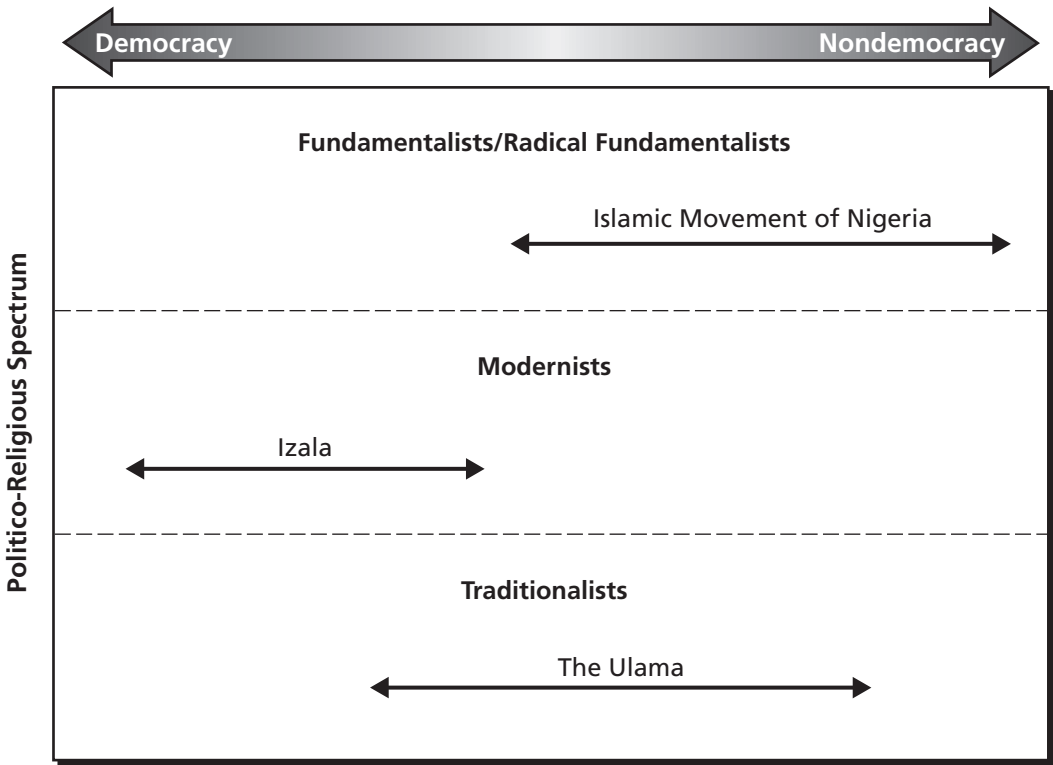 Democracy
Nondemocracy
Politico-Religious Spectrum
Fundamentalists/Radical Fundamentalists
Islamic Movement of Nigeria
Modernists
Izala
Traditionalists
The Ulama